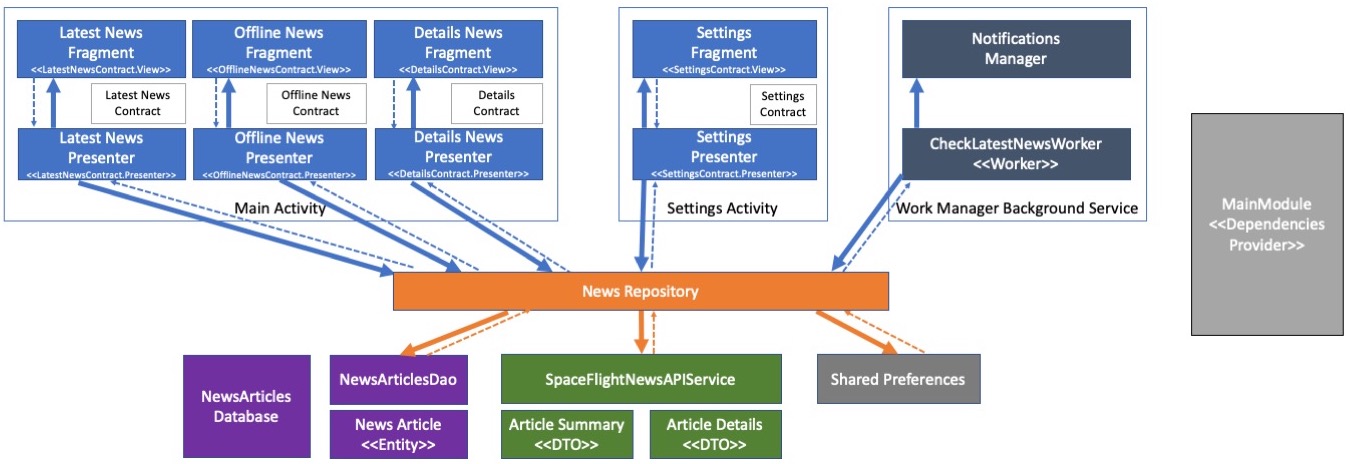 Latest News
Fragment
<<LatestNewsContract.View>>
Offline News
Fragment
<<OfflineNewsContract.View>>
Details News
Fragment
<<DetailsContract.View>>
Latest News
Contract
Offline News
Contract
Details
Contract
Latest News
Presenter
<<LatestNewsContract.Presenter>>
Offline News
Presenter
<<OfflineNewsContract.Presenter>>
Details News
Presenter
<<DetailsContract.Presenter>>
Main Activity
Settings
Fragment
<<SettingsContract.View>>
Settings
Contract
Settings
Presenter
<<SettingsContract.Presenter>>
Settings Activity
Notifications
Manager
CheckLatestNewsWorker
<<Worker>>
Work Manager Background Service
MainModule
<<Dependencies
Provider>>
News Repository
NewsArticles
Database
NewsArticlesDao
News Article
<<Entity>>
SpaceFlightNewsAPIService
Article Summary
<<DTO>>
Article Details
<<DTO>>
Shared Preferences